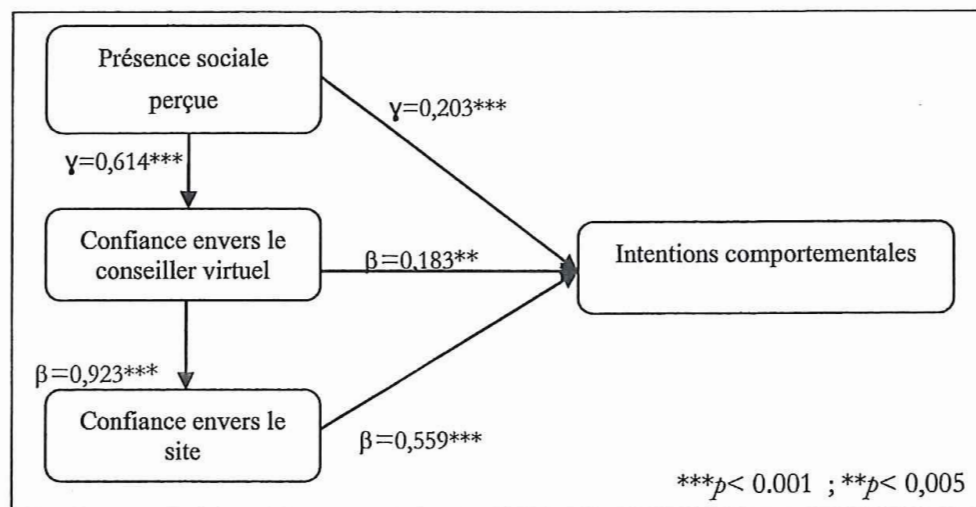 Présence sociale
perçue
γ=0,203***
γ=0,614***
Confiance envers le
conseiller virtuel
β=0,183**
Intentions comportementales
β=0,923***
Confiance envers le
site
β=0,559***
***p< 0.001 ; **p< 0,005